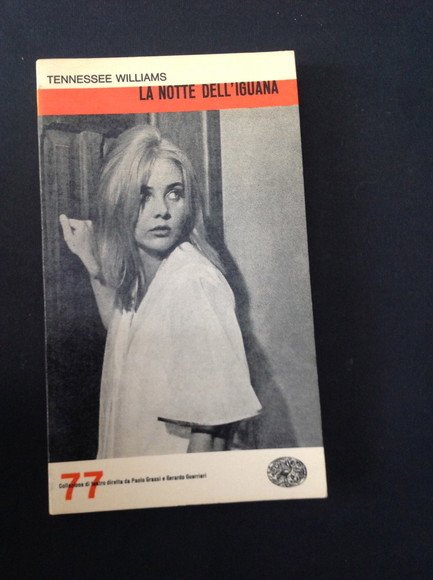 TENNESSEE WILLIAMS
LA NOTTE DELL'IGUANA
77
Collezione di teatro diretta da Paolo Grassi e Gerardo Guerrieri